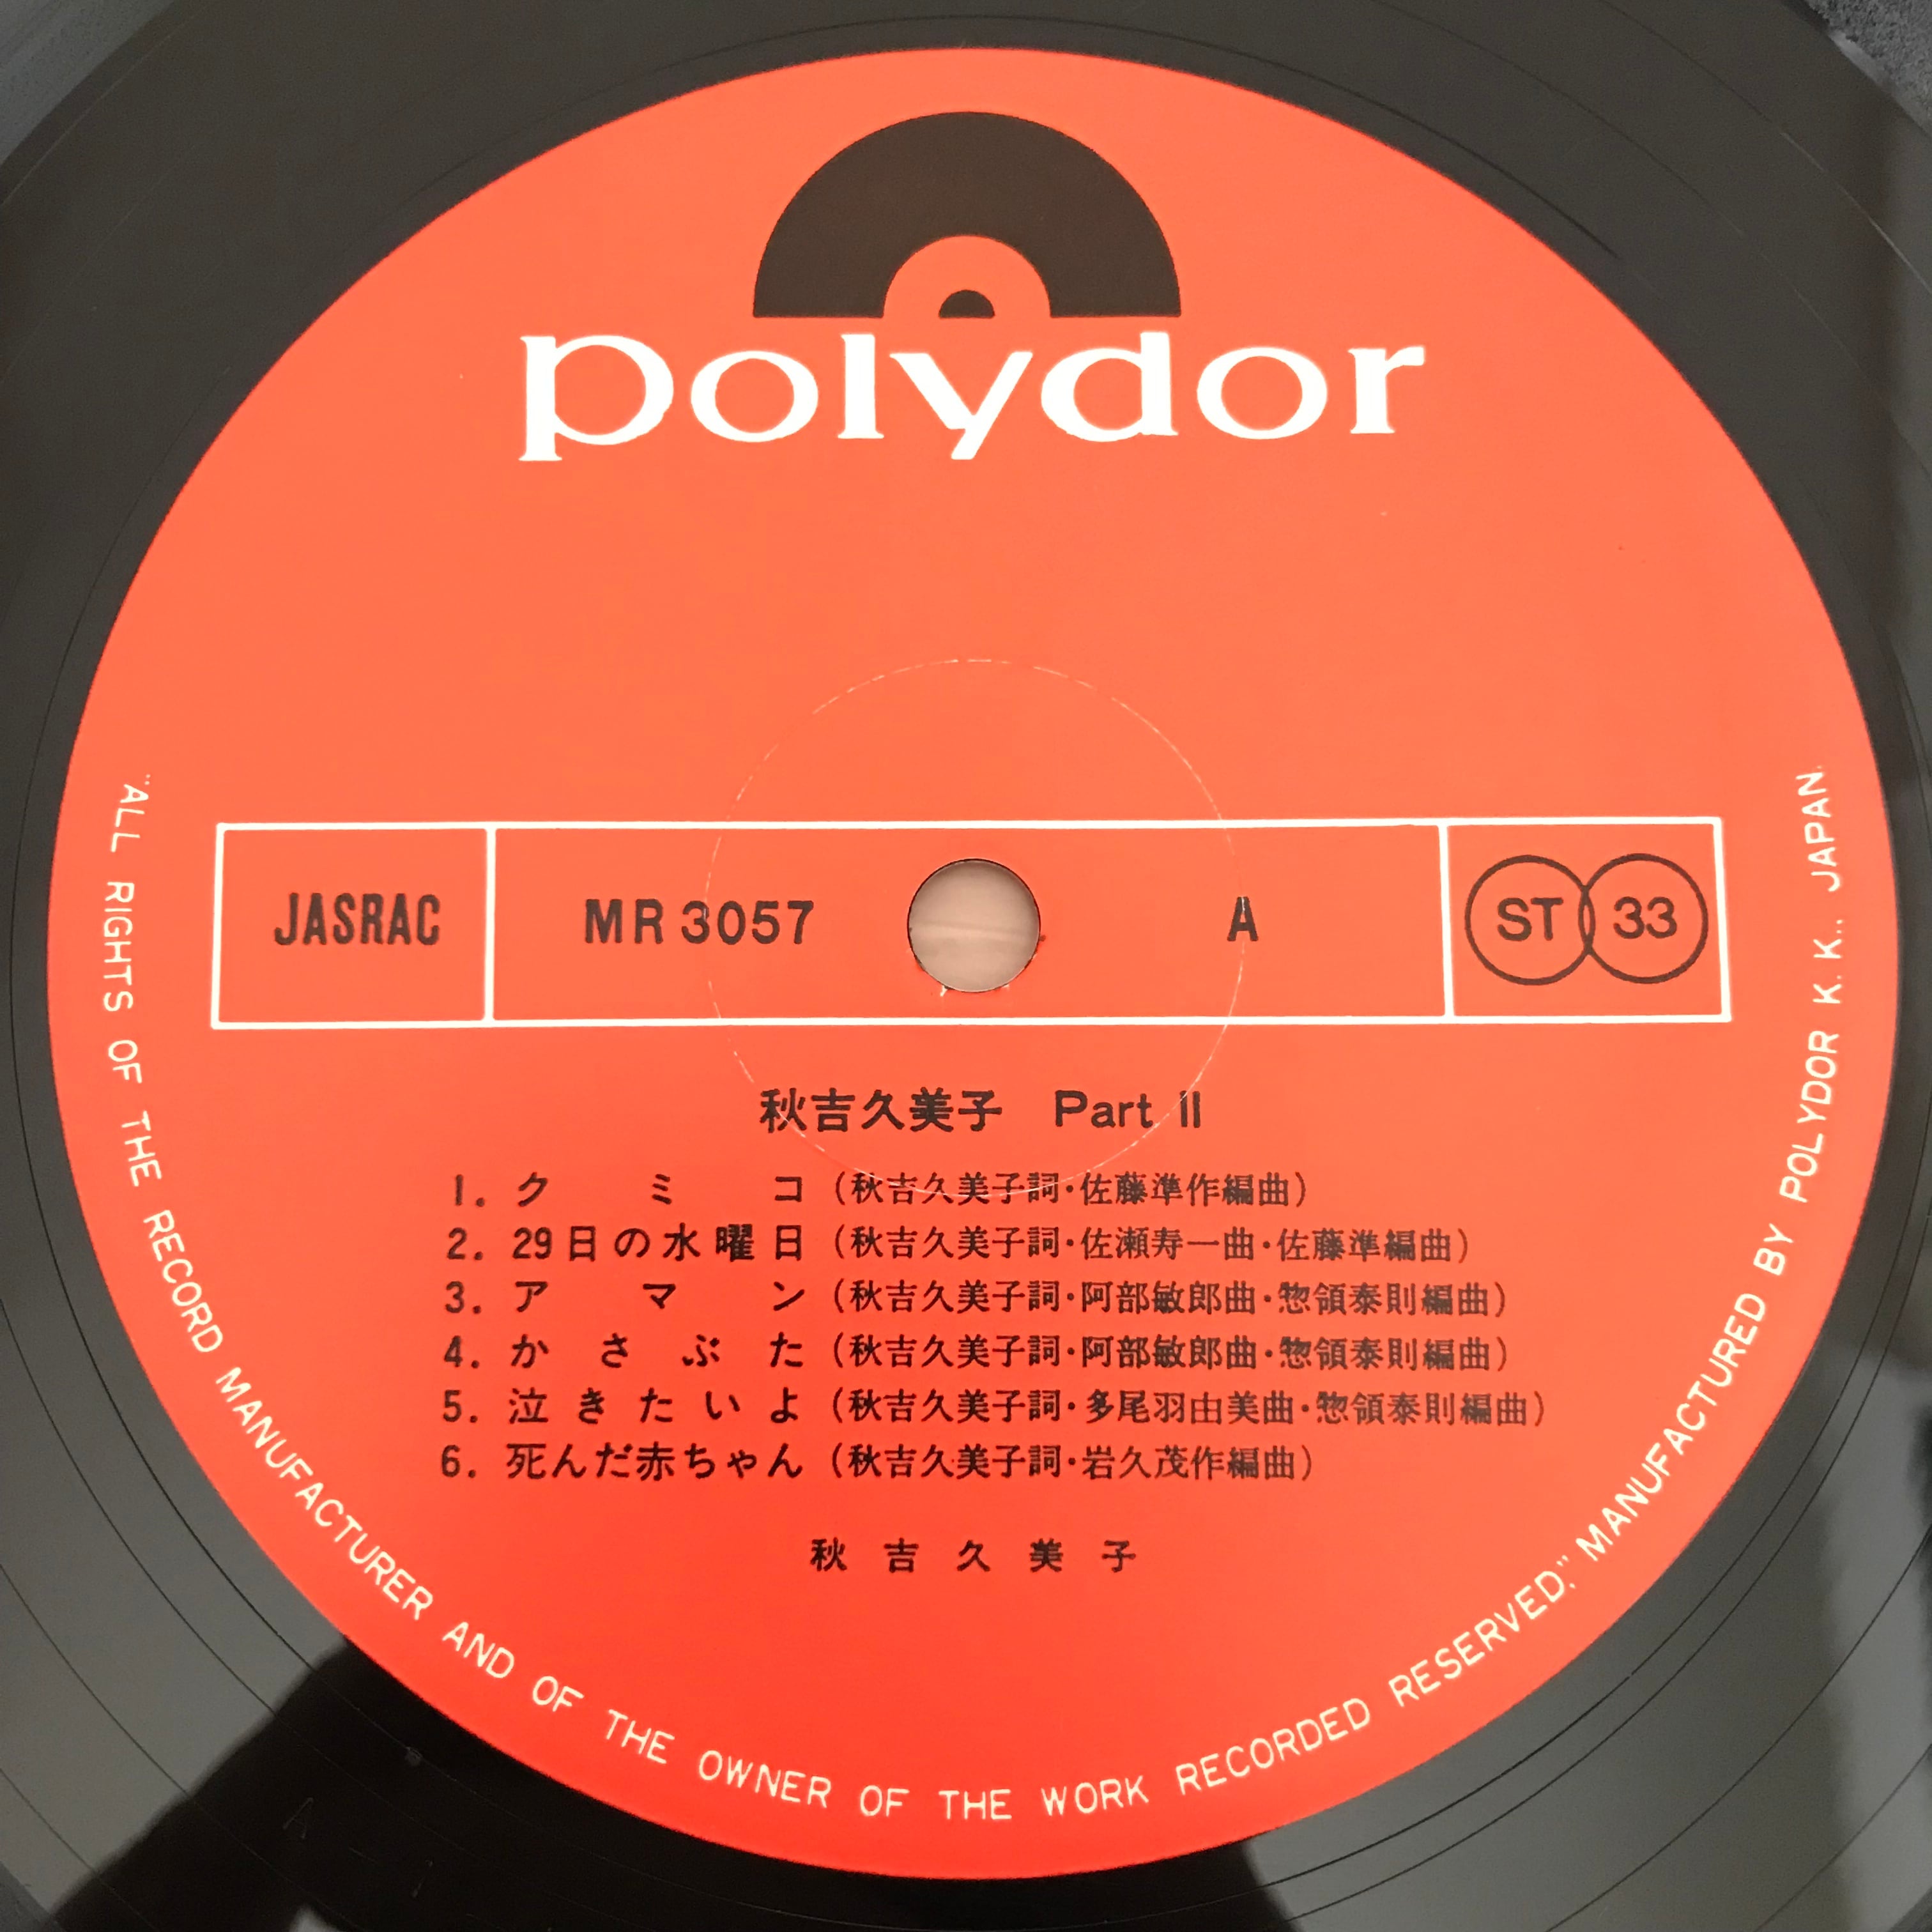 polydor
JASRAC MR 3057 A ST 33
秋吉久美子 Part II
1. クミコ (秋吉久美子詞・佐藤準作編曲)
2. 29日の水曜日 (秋吉久美子詞・佐瀬寿一曲・佐藤準編曲)
3. アマン (秋吉久美子詞・阿部敏郎曲・惣領泰則編曲)
4. かさぶた (秋吉久美子詞・阿部敏郎曲・惣領泰則編曲)
5. 泣きたいよ (秋吉久美子詞・多尾羽由美曲・惣領泰則編曲)
6. 死んだ赤ちゃん (秋吉久美子詞・岩久茂作編曲)
秋吉久美子
"ALL RIGHTS OF THE RECORD MANUFACTURER AND OF THE OWNER OF THE WORK RECORDED RESERVED," MANUFACTURED BY POLYDOR K. K., JAPAN.